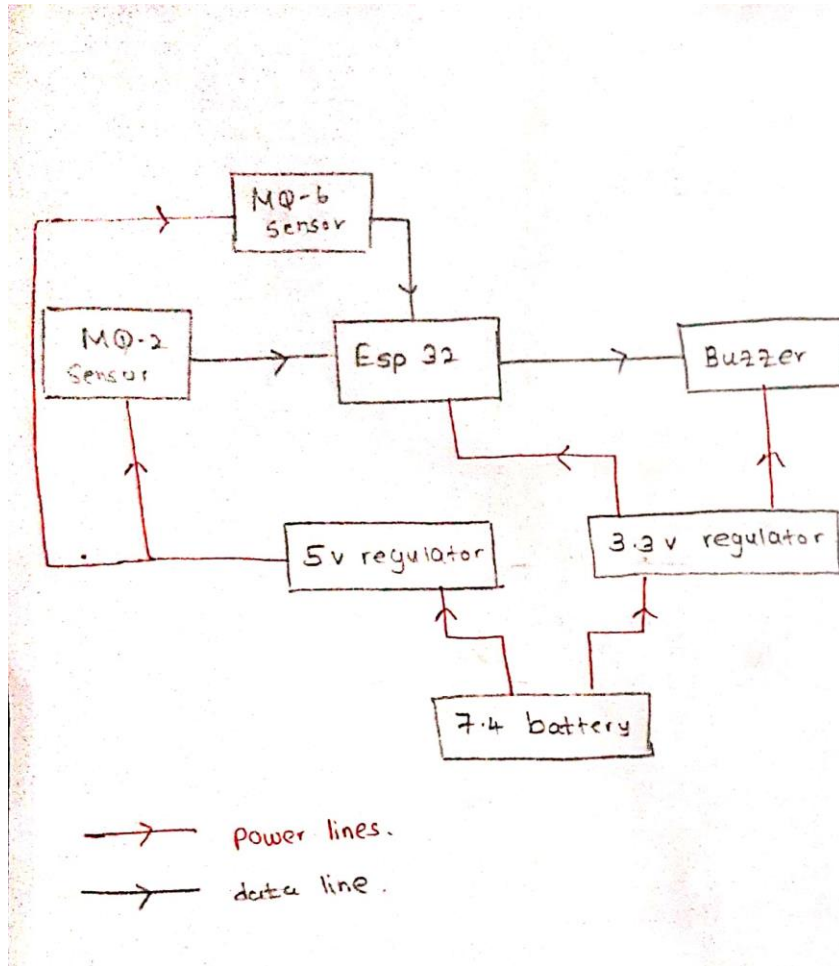 MQ-6
sensor
MQ-2
sensor
Esp 32
Buzzer
5v regulator
3.3 v regulator
7.4 battery
power lines.
data line.